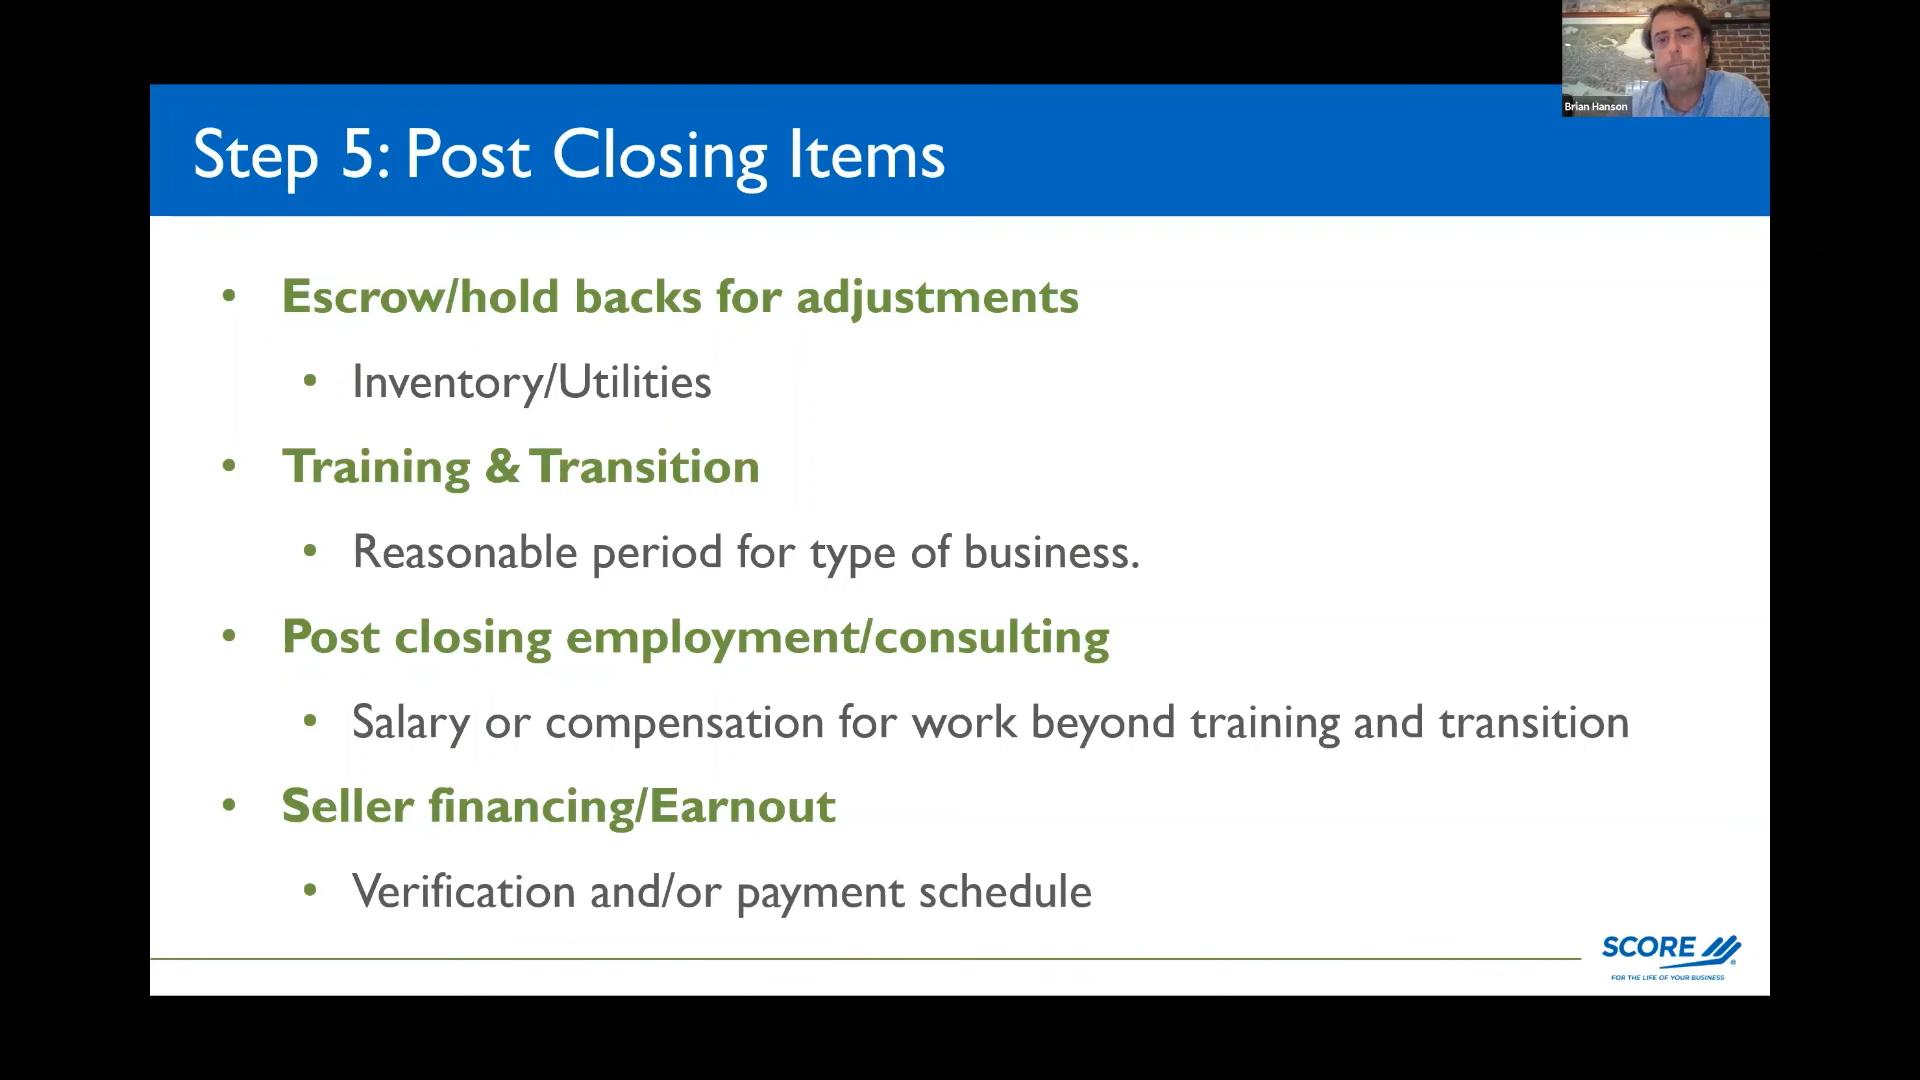 Brian Hanson
Step 5: Post Closing Items
• Escrow/hold backs for adjustments
• Inventory/Utilities
• Training & Transition
• Reasonable period for type of business.
• Post closing employment/consulting
• Salary or compensation for work beyond training and transition
• Seller financing/Earnout
• Verification and/or payment schedule
SCORE
FOR THE LIFE OF YOUR BUSINESS